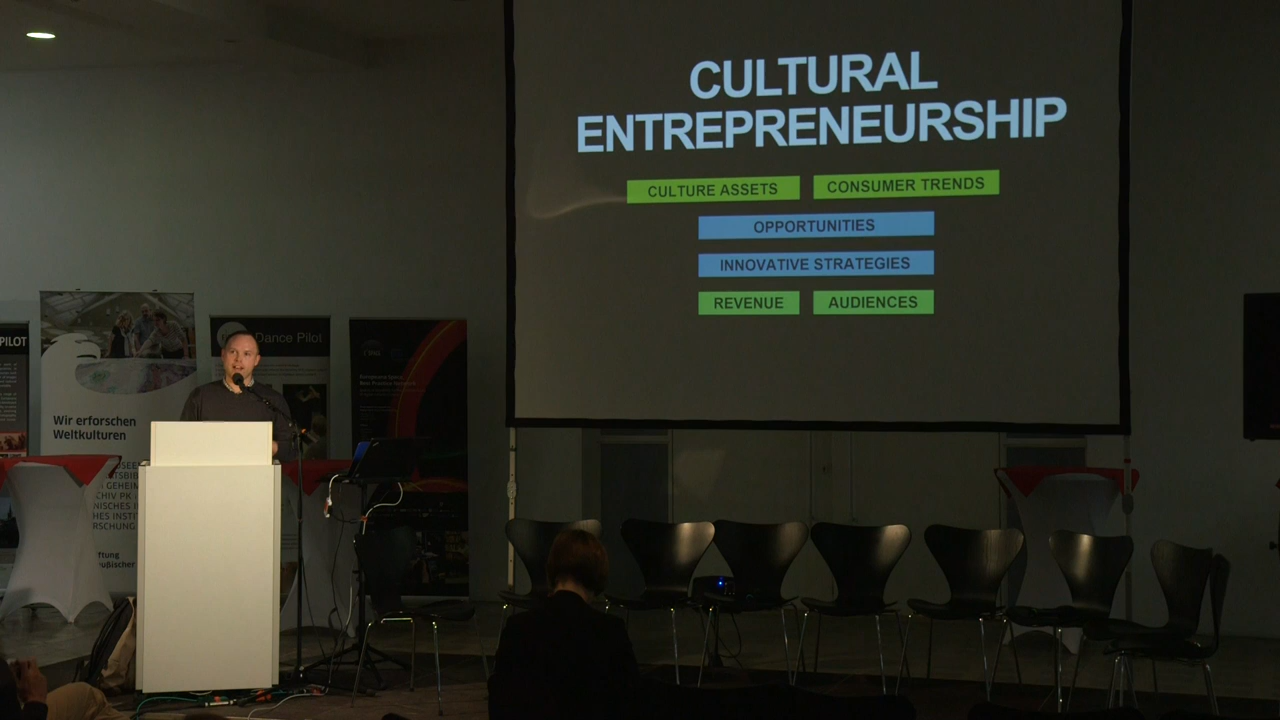 CULTURAL
ENTREPRENEURSHIP
CULTURE ASSETS
CONSUMER TRENDS
OPPORTUNITIES
INNOVATIVE STRATEGIES
REVENUE
AUDIENCES
PILOT
Dance Pilot
Wir erforschen
Weltkulturen